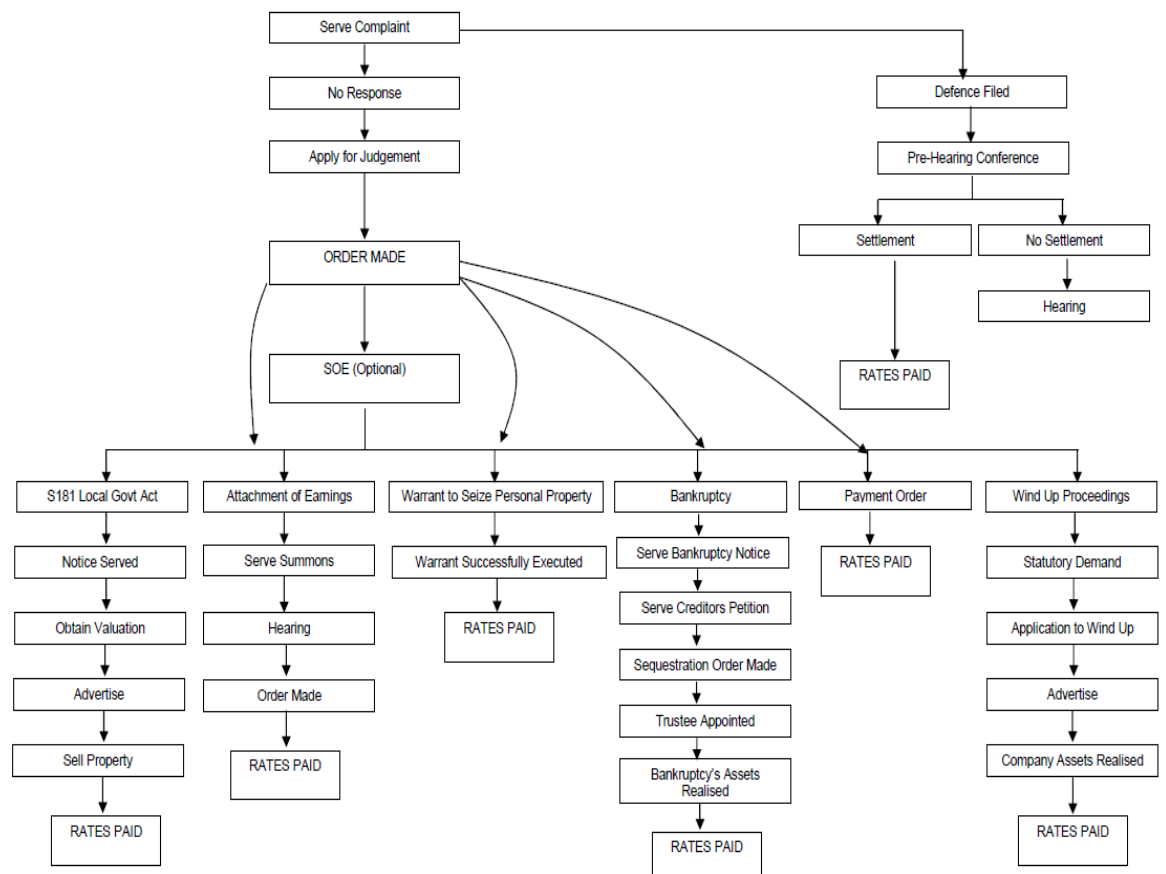 Serve Complaint
No Response
Defence Filed
Apply for Judgement
Pre-Hearing Conference
ORDER MADE
Settlement
No Settlement
Hearing
SOE (Optional)
RATES PAID
S181 Local Govt Act
Attachment of Earnings
Warrant to Seize Personal Property
Bankruptcy
Payment Order
Wind Up Proceedings
Notice Served
Serve Summons
Warrant Successfully Executed
Serve Bankruptcy Notice
RATES PAID
Statutory Demand
Obtain Valuation
Hearing
RATES PAID
Serve Creditors Petition
Application to Wind Up
Advertise
Order Made
Sequestration Order Made
Advertise
Sell Property
RATES PAID
Trustee Appointed
Company Assets Realised
Bankruptcy's Assets
Realised
RATES PAID
RATES PAID
RATES PAID